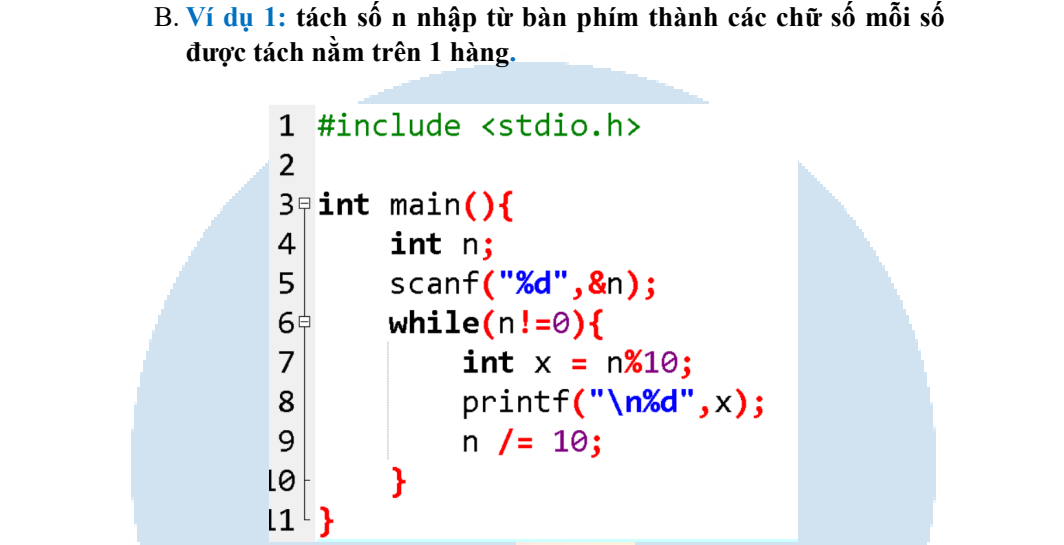 B. Ví dụ 1: tách số n nhập từ bàn phím thành các chữ số mỗi số
được tách nằm trên 1 hàng.
1 #include <stdio.h>
2
3 int main(){
4 int n;
5 scanf("%d",&n);
6 while(n!=0){
7 int x = n%10;
8 printf("\n%d",x);
9 n /= 10;
10 }
11 }